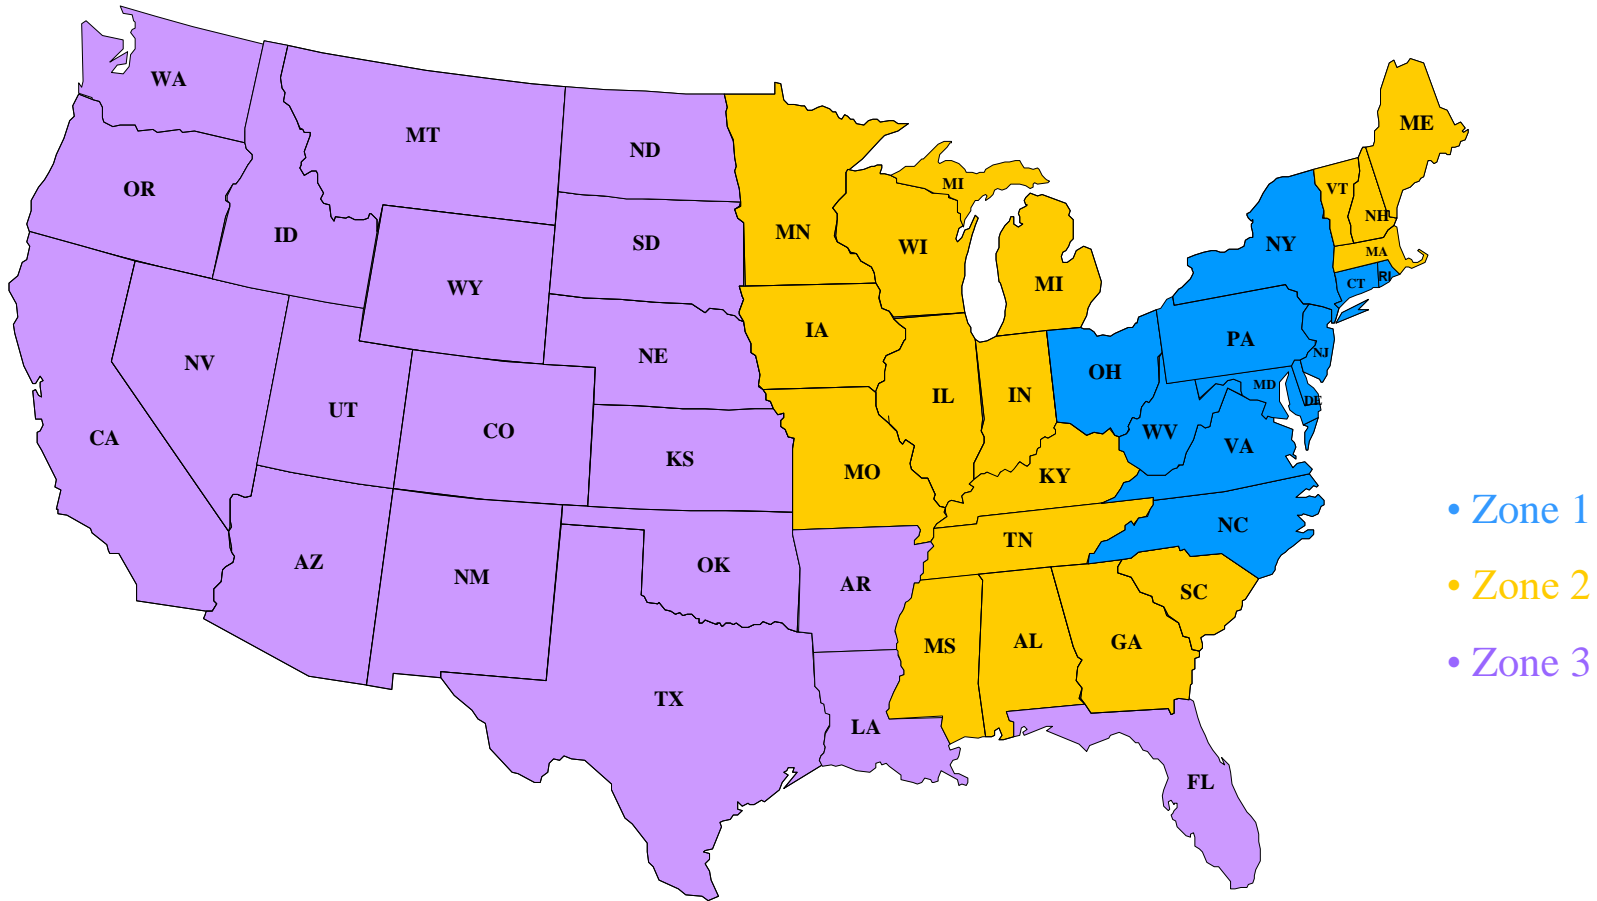 WA
MT
ND
MN
ME
OR
ID
SD
WI
MI
MI
VT
NH
NY
MA
WY
CT
RI
NV
NE
IA
PA
NJ
UT
CO
IL
IN
OH
MD
DE
CA
KS
MO
KY
WV
VA
• Zone 1
AZ
NM
OK
AR
TN
NC
• Zone 2
SC
TX
LA
MS
AL
GA
• Zone 3
FL